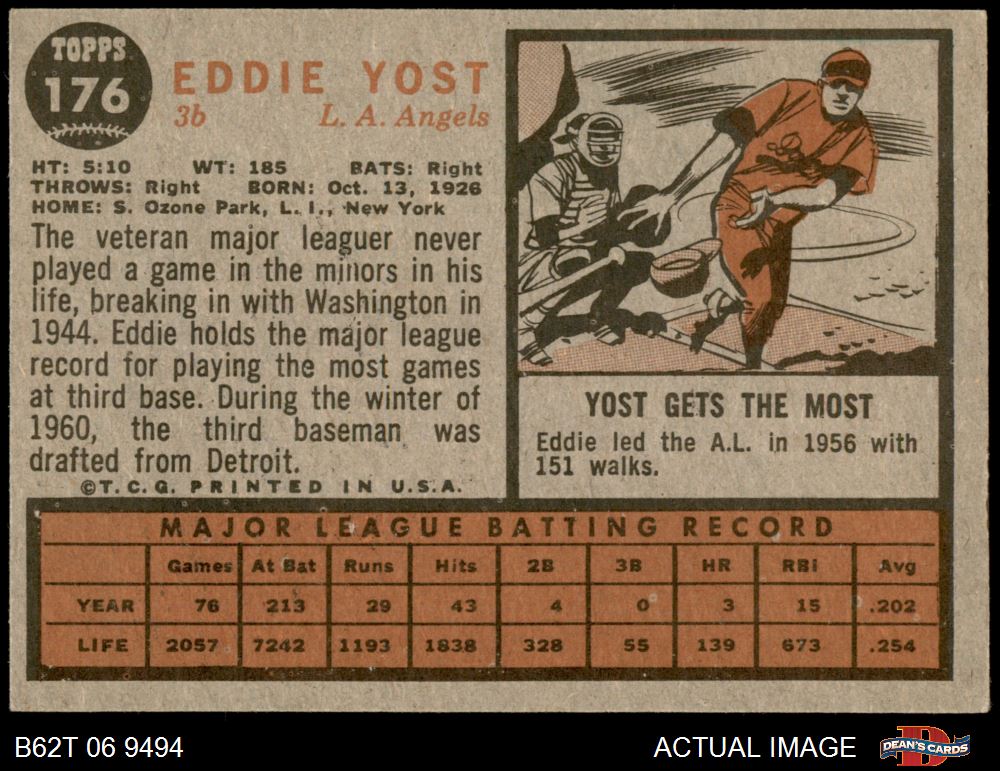 TOPPS
176
EDDIE YOST
3b L. A. Angels
HT: 5:10 WT: 185 BATS: Right
THROWS: Right BORN: Oct. 13, 1926
HOME: S. Ozone Park, L. I., New York
The veteran major leaguer never
played a game in the minors in his
life, breaking in with Washington in
1944. Eddie holds the major league
record for playing the most games
at third base. During the winter of
1960, the third baseman was
drafted from Detroit.
©T.C.G. PRINTED IN U.S.A.
YOST GETS THE MOST
Eddie led the A.L. in 1956 with
151 walks.
MAJOR LEAGUE BATTING RECORD
Games At Bat Runs Hits 2B 3B HR RBI Avg
YEAR 76 213 29 43 4 0 3 15 .202
LIFE 2057 7242 1193 1838 328 55 139 673 .254
B62T 06 9494 ACTUAL IMAGE
DEAN'S CARDS